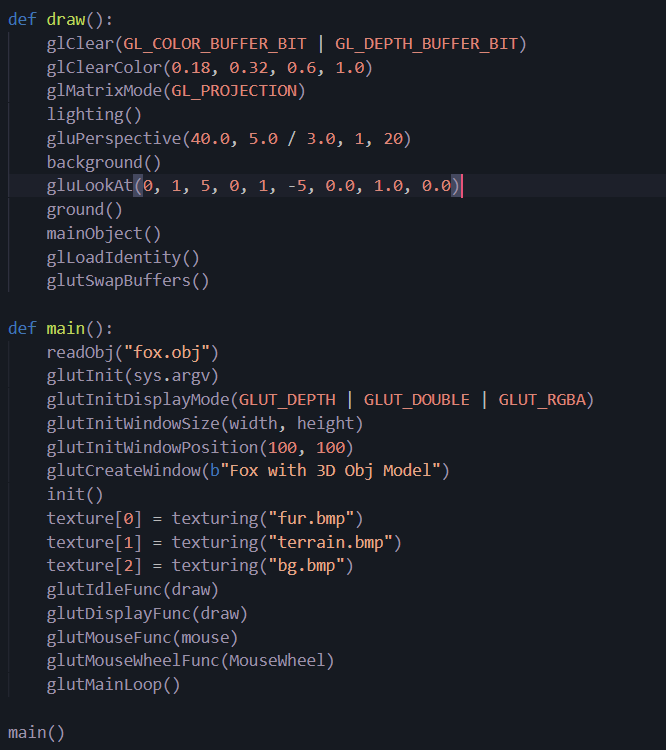 def draw():
    glClear(GL_COLOR_BUFFER_BIT | GL_DEPTH_BUFFER_BIT)
    glClearColor(0.18, 0.32, 0.6, 1.0)
    glMatrixMode(GL_PROJECTION)
    lighting()
    gluPerspective(40.0, 5.0 / 3.0, 1, 20)
    background()
    gluLookAt(0, 1, 5, 0, 1, -5, 0.0, 1.0, 0.0)
    ground()
    mainObject()
    glLoadIdentity()
    glutSwapBuffers()

def main():
    readObj("fox.obj")
    glutInit(sys.argv)
    glutInitDisplayMode(GLUT_DEPTH | GLUT_DOUBLE | GLUT_RGBA)
    glutInitWindowSize(width, height)
    glutInitWindowPosition(100, 100)
    glutCreateWindow(b"Fox with 3D Obj Model")
    init()
    texture[0] = texturing("fur.bmp")
    texture[1] = texturing("terrain.bmp")
    texture[2] = texturing("bg.bmp")
    glutIdleFunc(draw)
    glutDisplayFunc(draw)
    glutMouseFunc(mouse)
    glutMouseWheelFunc(MouseWheel)
    glutMainLoop()

main()